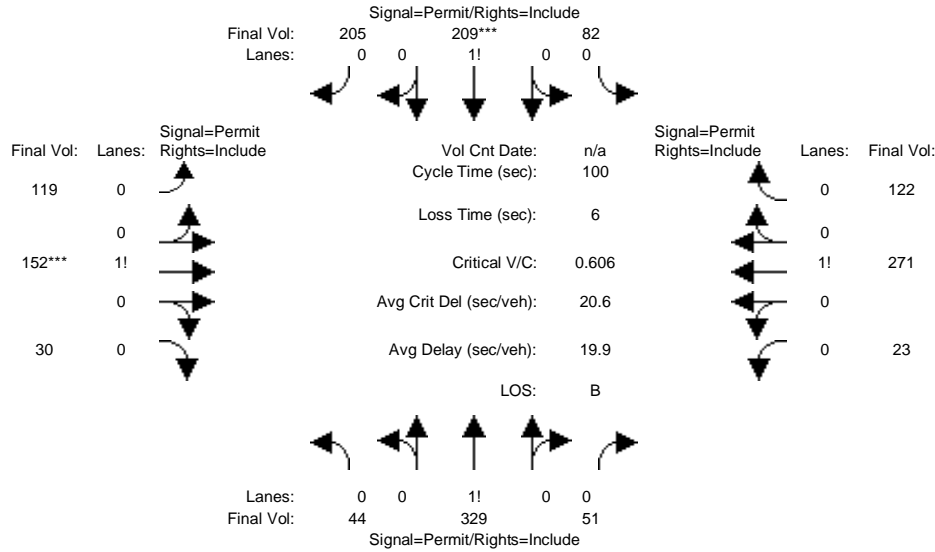 Signal=Permit/Rights=Include
Final Vol: 205 209*** 82
Lanes: 0 0 1! 0 0
Signal=Permit
Final Vol: Lanes: Rights=Include
Vol Cnt Date: n/a
Signal=Permit
Rights=Include Lanes: Final Vol:
Cycle Time (sec): 100
119 0
0 122
Loss Time (sec): 6
0
0
152*** 1!
Critical V/C: 0.606
1! 271
0
Avg Crit Del (sec/veh): 20.6
0
30 0
Avg Delay (sec/veh): 19.9
0 23
LOS: B
Lanes: 0 0 1! 0 0
Final Vol: 44 329 51
Signal=Permit/Rights=Include